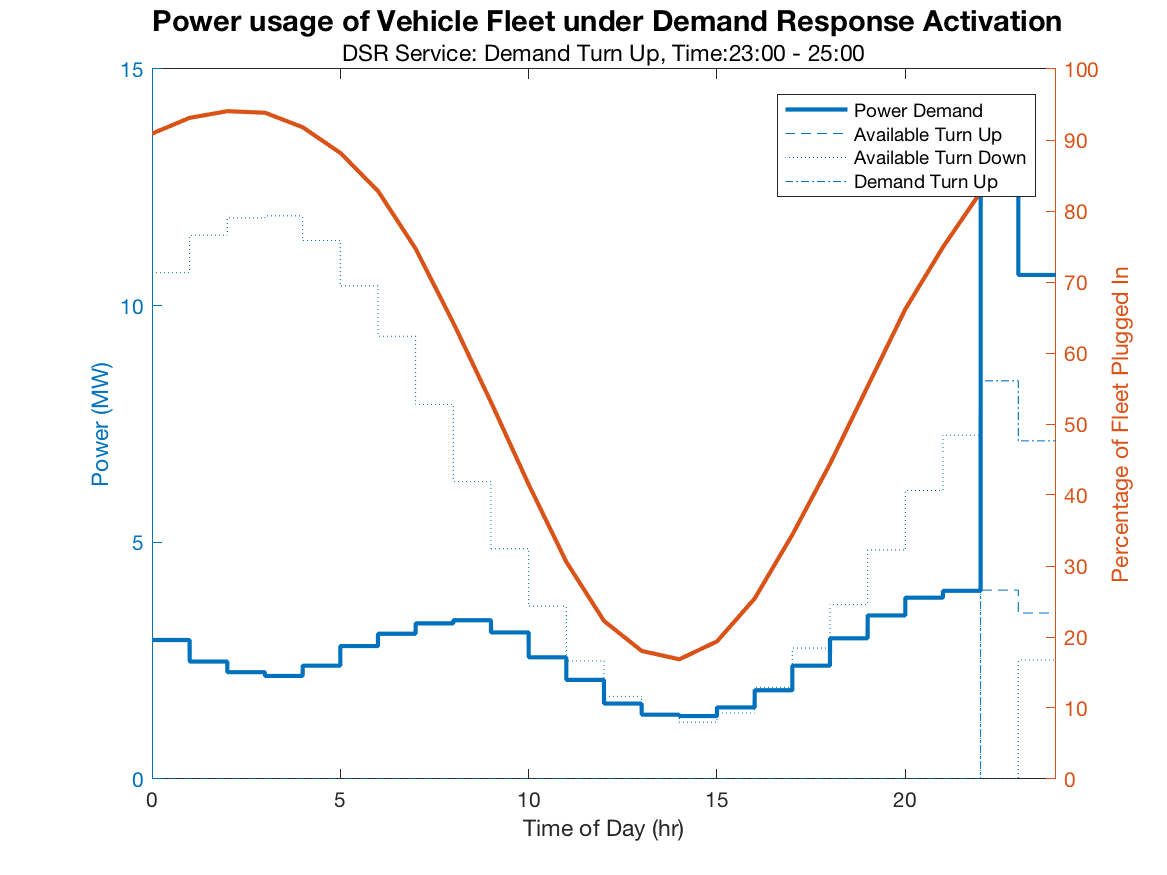 Power usage of Vehicle Fleet under Demand Response Activation
DSR Service: Demand Turn Up, Time:23:00 - 25:00
15
10
5
0
Power (MW)
0
5
10
15
20
Time of Day (hr)
100
90
80
70
60
50
40
30
20
10
0
Percentage of Fleet Plugged In
Power Demand
Available Turn Up
Available Turn Down
Demand Turn Up